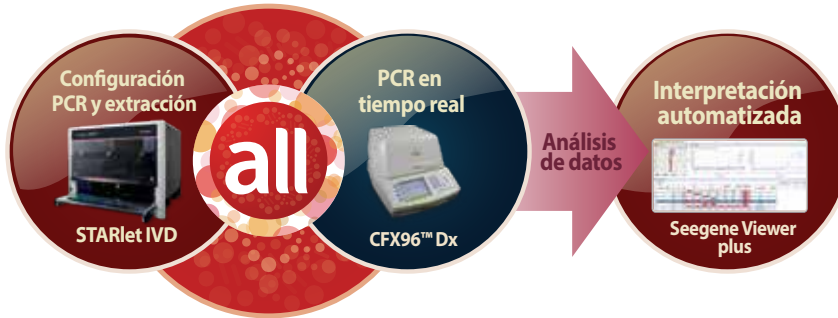 Configuración
PCR y extracción
STARlet IVD
all
PCR en
tiempo real
CFX96™ Dx
Análisis
de datos
Interpretación
automatizada
Seegene Viewer
plus